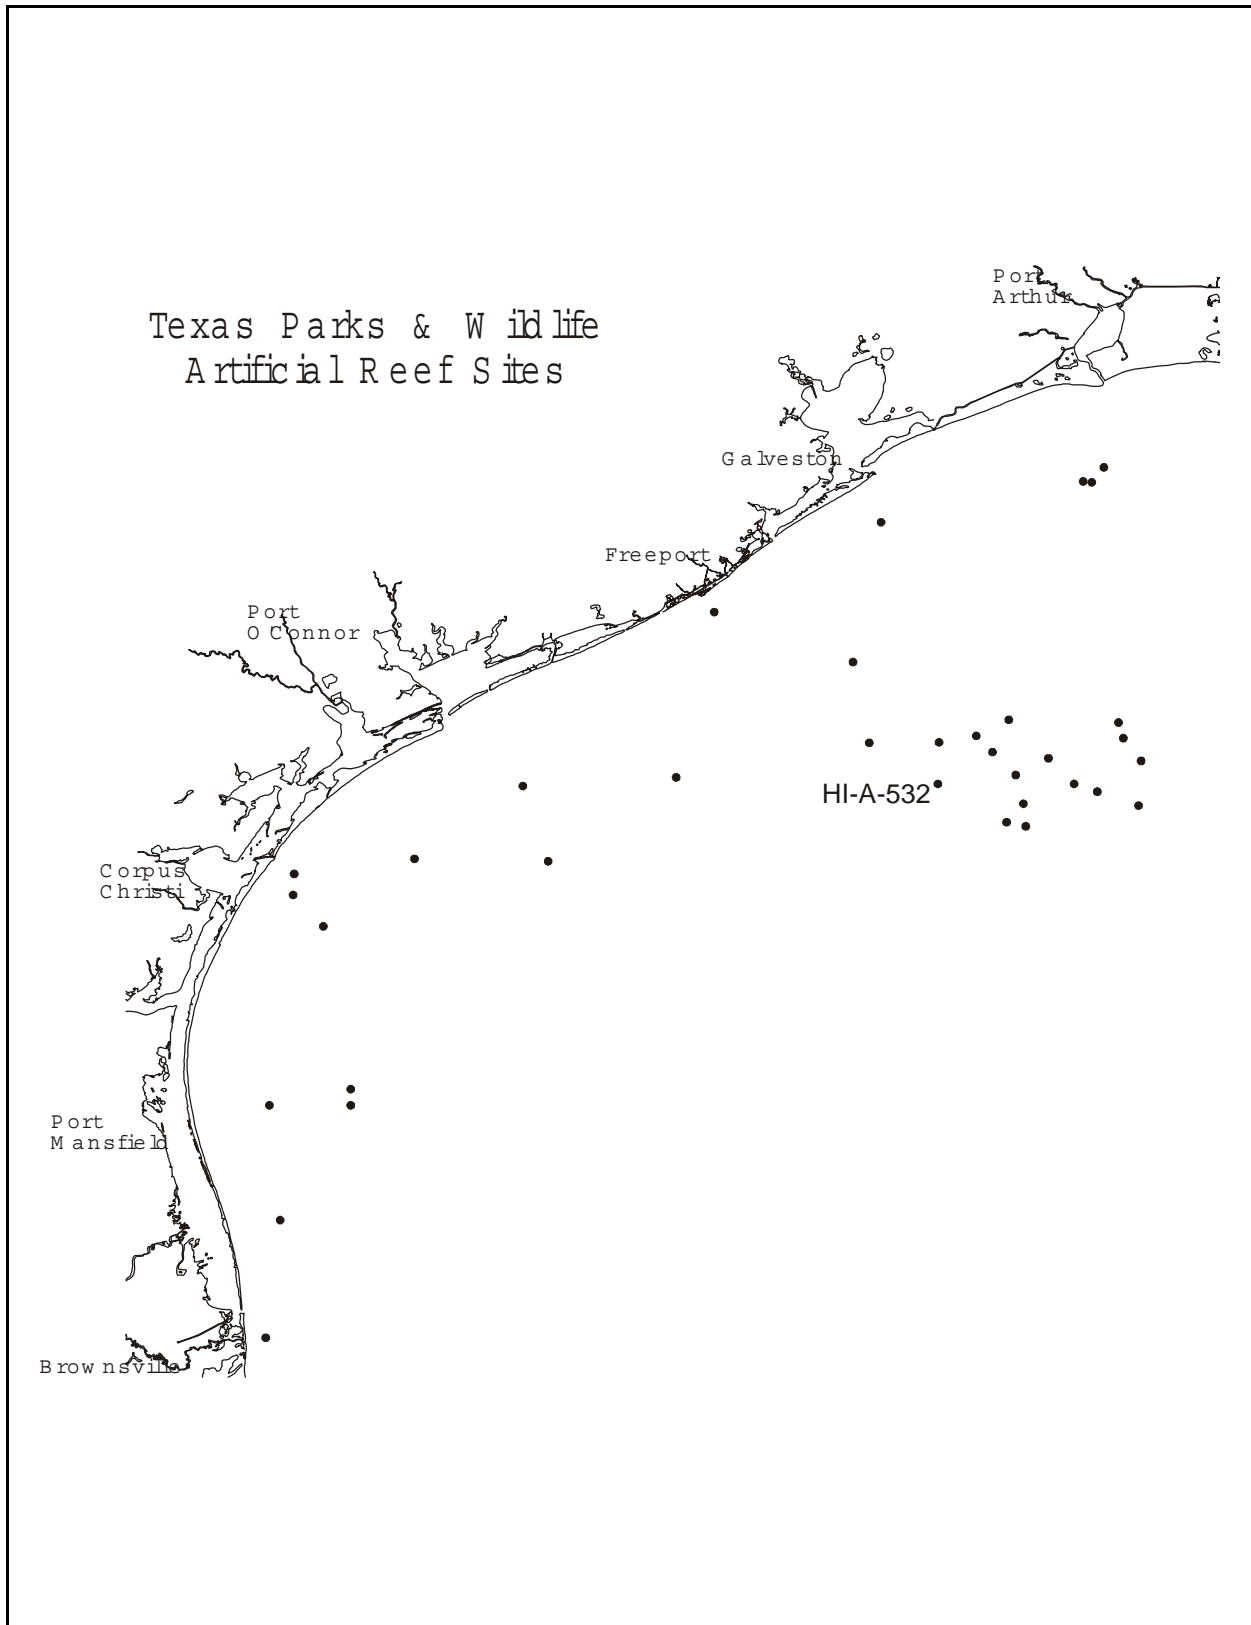 Texas Parks & Wildlife
Artificial Reef Sites
Port
Arthur
Galveston
Freeport
Port
O Connor
HI-A-532
Corpus
Christi
Port
Mansfield
Brownsville